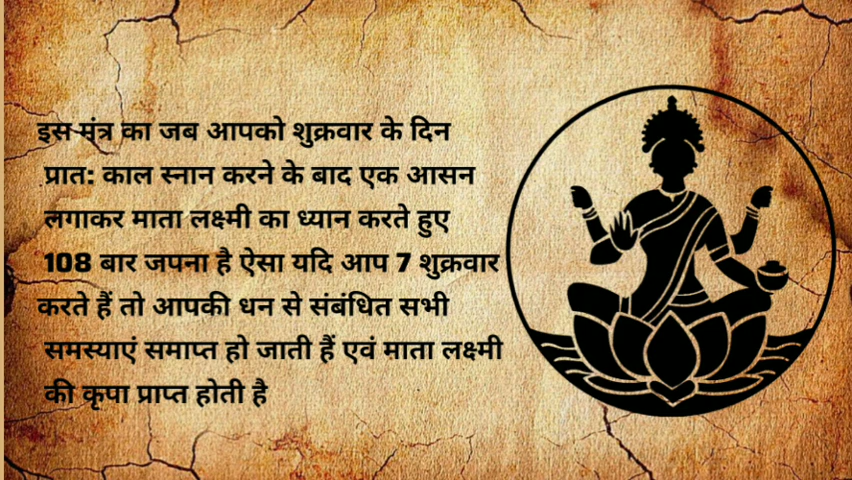 इस मंत्र का जब आपको शुक्रवार के दिन
प्रात: काल स्नान करने के बाद एक आसन
लगाकर माता लक्ष्मी का ध्यान करते हुए
108 बार जपना है ऐसा यदि आप 7 शुक्रवार
करते हैं तो आपकी धन से संबंधित सभी
समस्याएं समाप्त हो जाती हैं एवं माता लक्ष्मी
की कृपा प्राप्त होती है